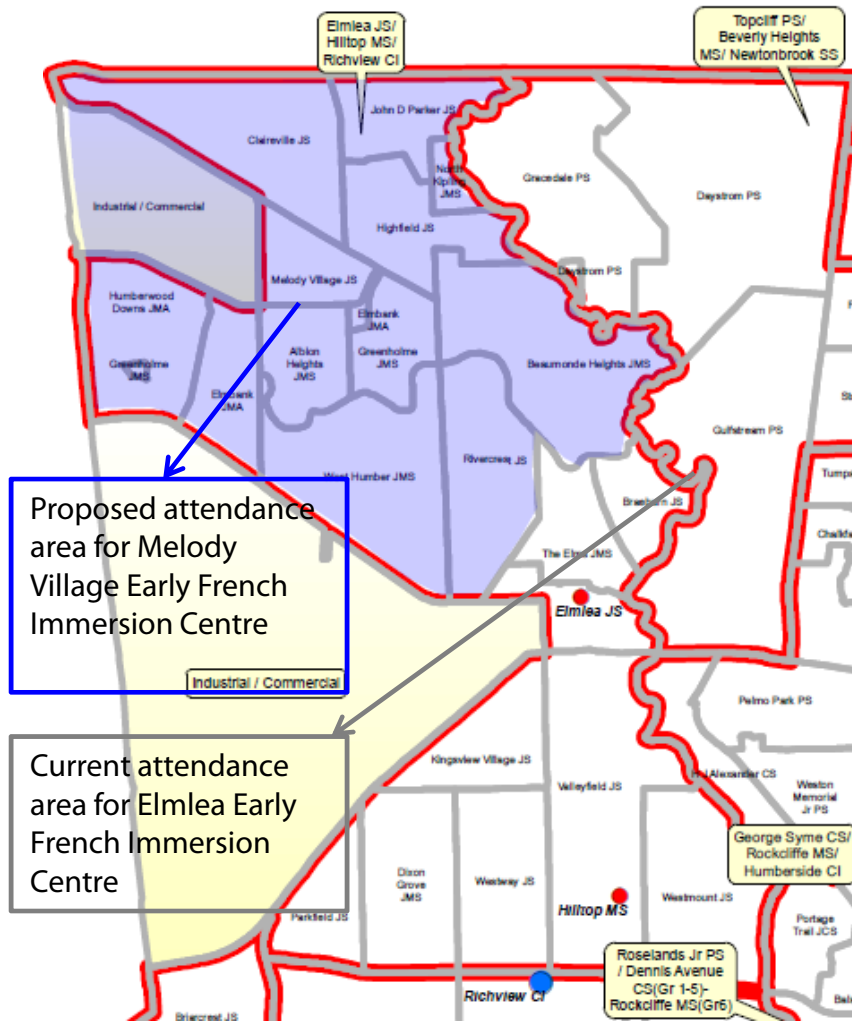 Elmlea JS/
Hilltop MS/
Richview CI
Topcliff PS/
Beverly Heights
MS/ Newtonbrook SS
John D Parker JS
Claireville JS
North
Kipling
JMS
Gracedale PS
Daystrom PS
Industrial / Commercial
Highfield JS
Daystrom PS
Melody Village JS
Humberwood
Downs JMA
Elmbank
JMA
Albion
Heights
JMS
Greenholme
JMS
Greenholme
JMS
Beaumonde Heights JMS
Elmbank
JMA
Gulfstream PS
Rivercrest JS
West Humber JMS
Braeburn JS
The Elms JMS
Elmlea JS
Proposed attendance
area for Melody
Village Early French
Immersion Centre
Industrial / Commercial
Pelmo Park PS
Current attendance
area for Elmlea Early
French Immersion
Centre
Kingsview Village JS
Valleyfield JS
H J Alexander CS
Weston
Memorial
Jr PS
George Syme CS/
Rockcliffe MS/
Humberside CI
Dixon
Grove
JMS
Westway JS
Hilltop MS
Westmount JS
Parkfield JS
Portage
Trail JCS
Roselands Jr PS
/ Dennis Avenue
CS(Gr 1-5)-
Rockcliffe MS(Gr6)
Richview CI
Briarcrest JS